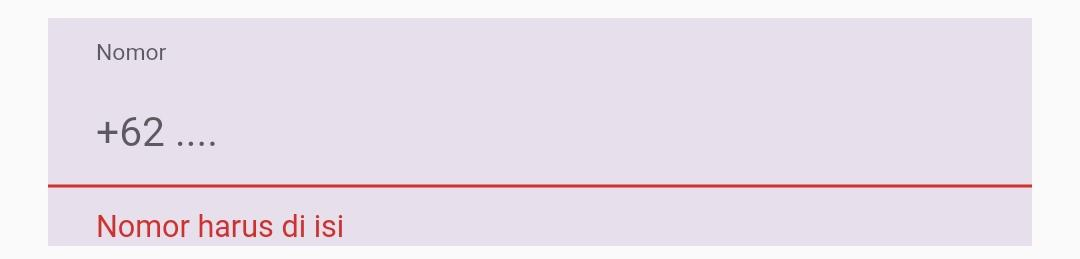 Nomor
+62 ....
Nomor harus di isi